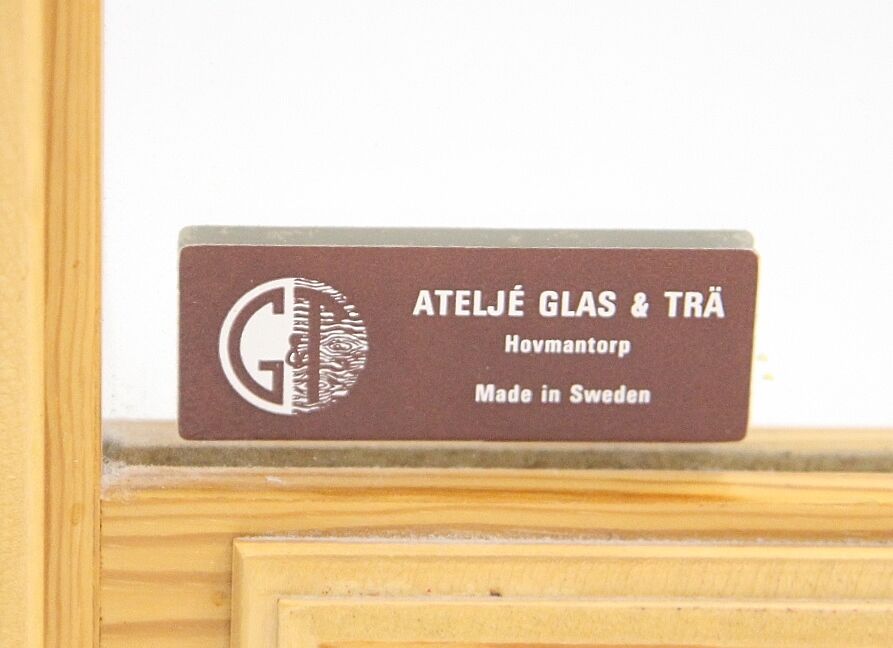 G&T
ATELJÉ GLAS & TRÄ
Hovmantorp
Made in Sweden